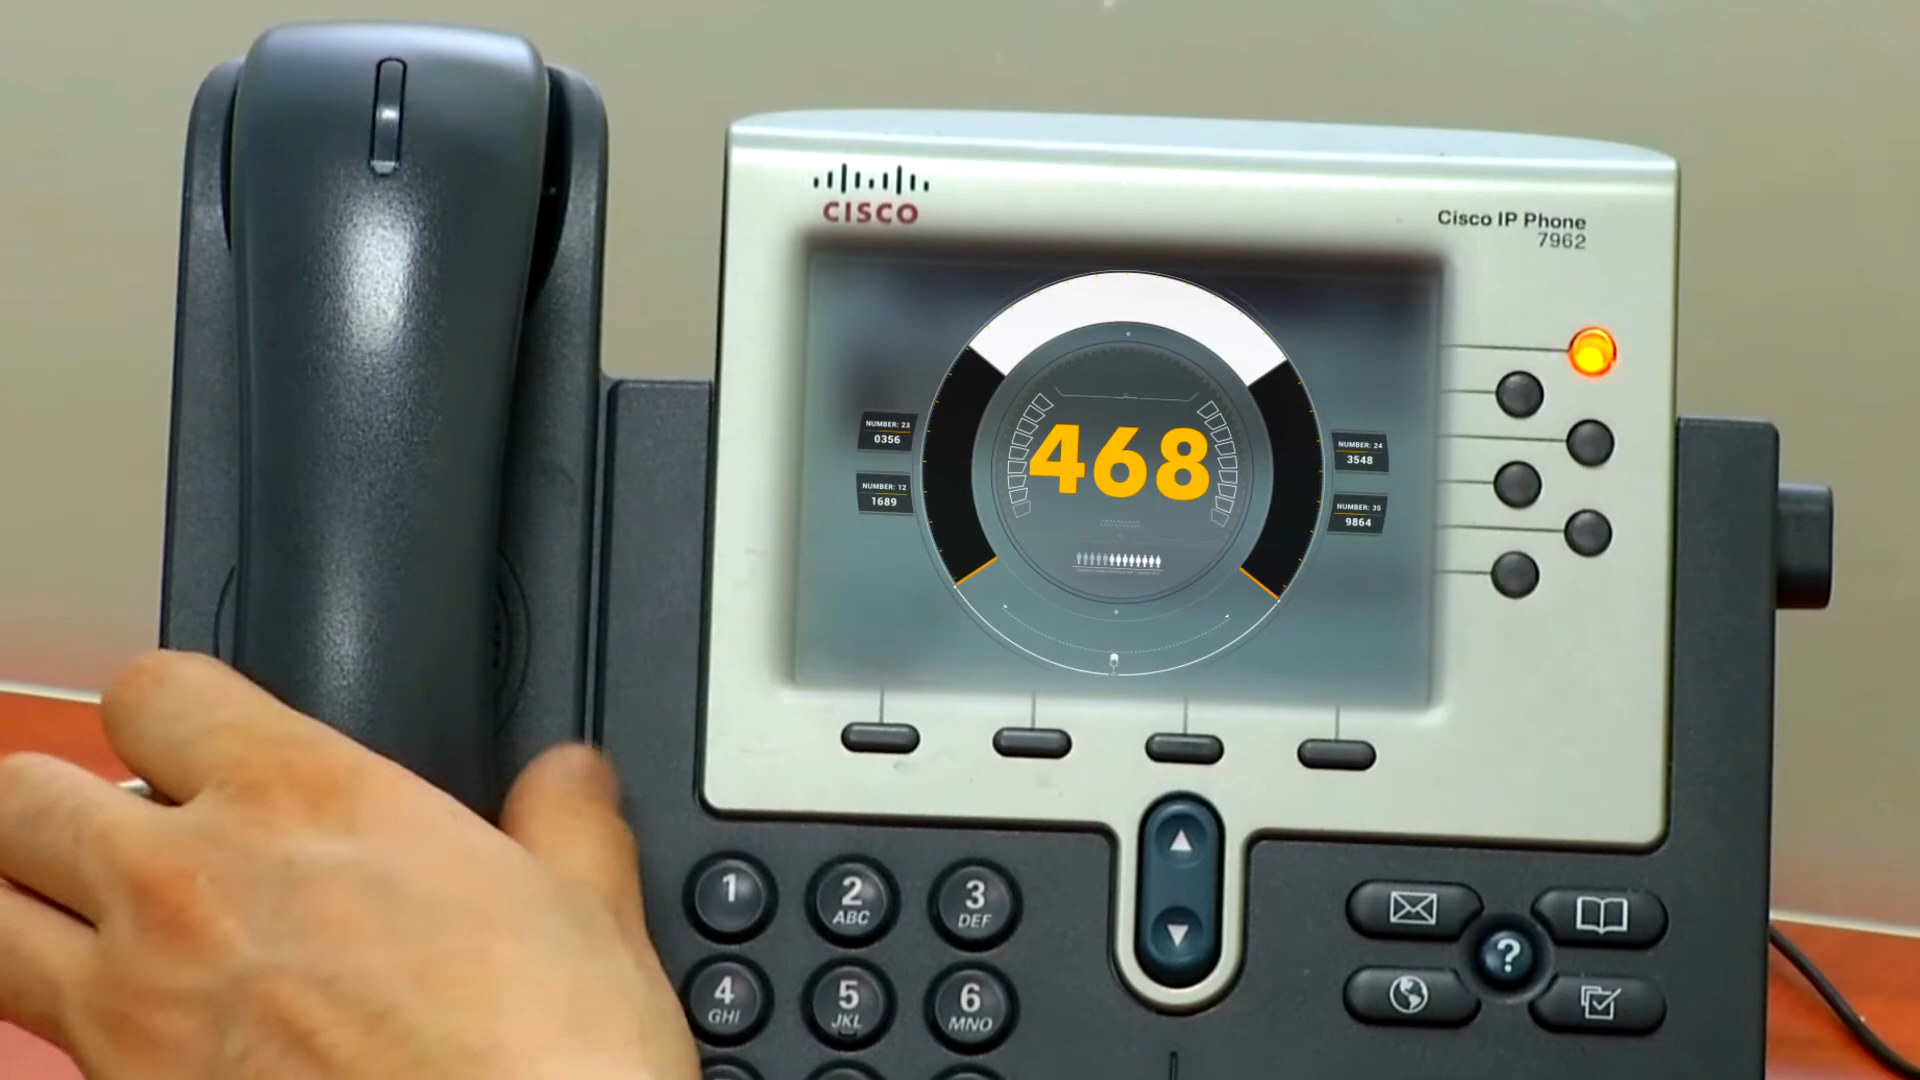 CISCO
Cisco IP Phone
7962
NUMBER: 23
0356
NUMBER: 12
1689
468
NUMBER: 24
3548
NUMBER: 35
9864
1
2
ABC
3
DEF
4
GHI
5
JKL
6
MNO
?